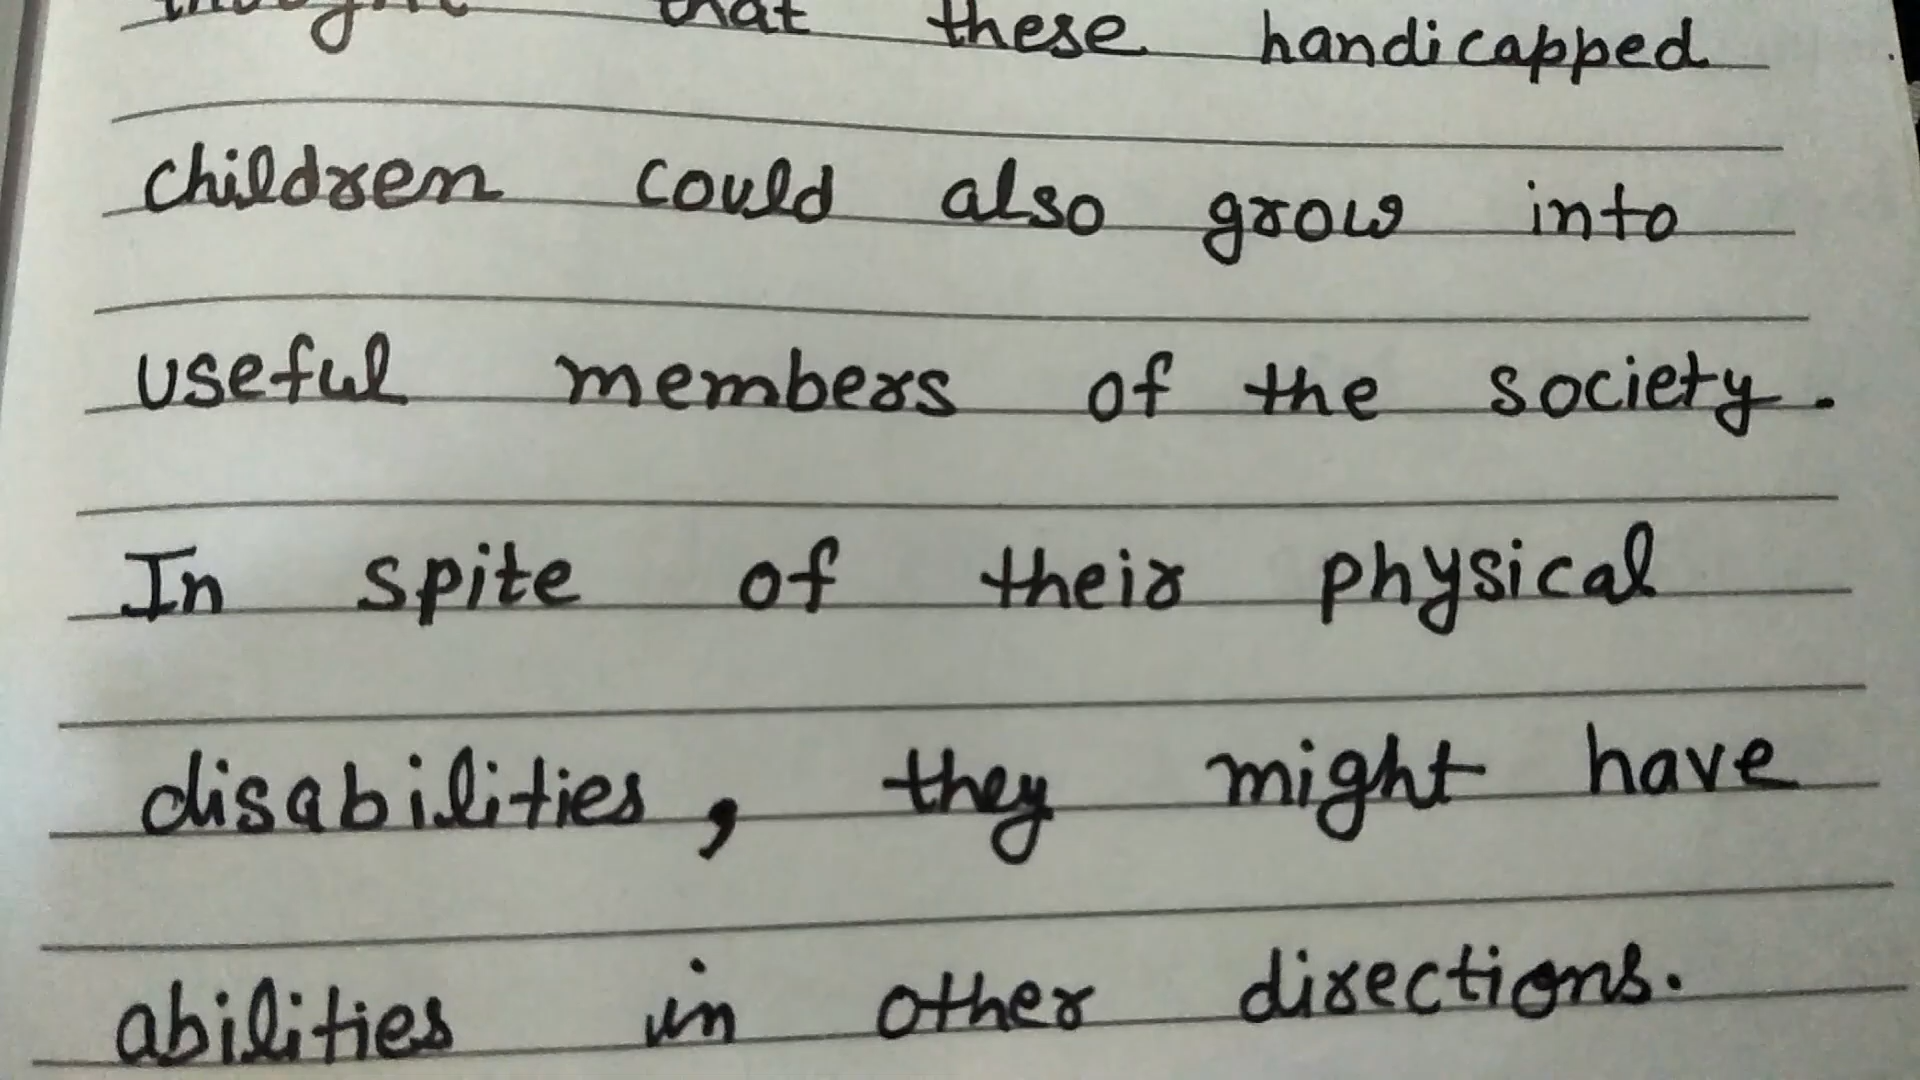 thought that these handicapped
children could also grow into
useful members of the society.
In spite of their physical
disabilities, they might have
abilities in other directions.